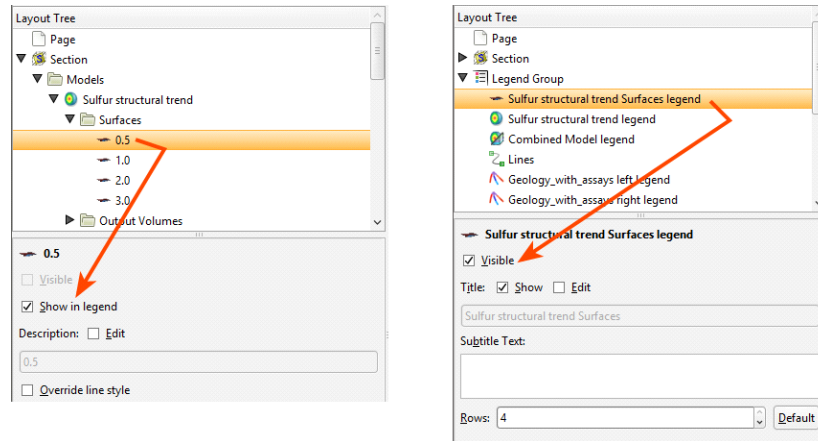 Layout Tree
Page
Section
Models
Sulfur structural trend
Surfaces
0.5
1.0
2.0
3.0
Output Volumes
0.5
Visible
Show in legend
Description: Edit
0.5
Override line style
Layout Tree
Page
Section
Legend Group
Sulfur structural trend Surfaces legend
Sulfur structural trend legend
Combined Model legend
Lines
Geology_with_assays left legend
Geology_with_assays right legend
Sulfur structural trend Surfaces legend
Visible
Title: Show Edit
Sulfur structural trend Surfaces
Subtitle Text:
Rows: 4 Default